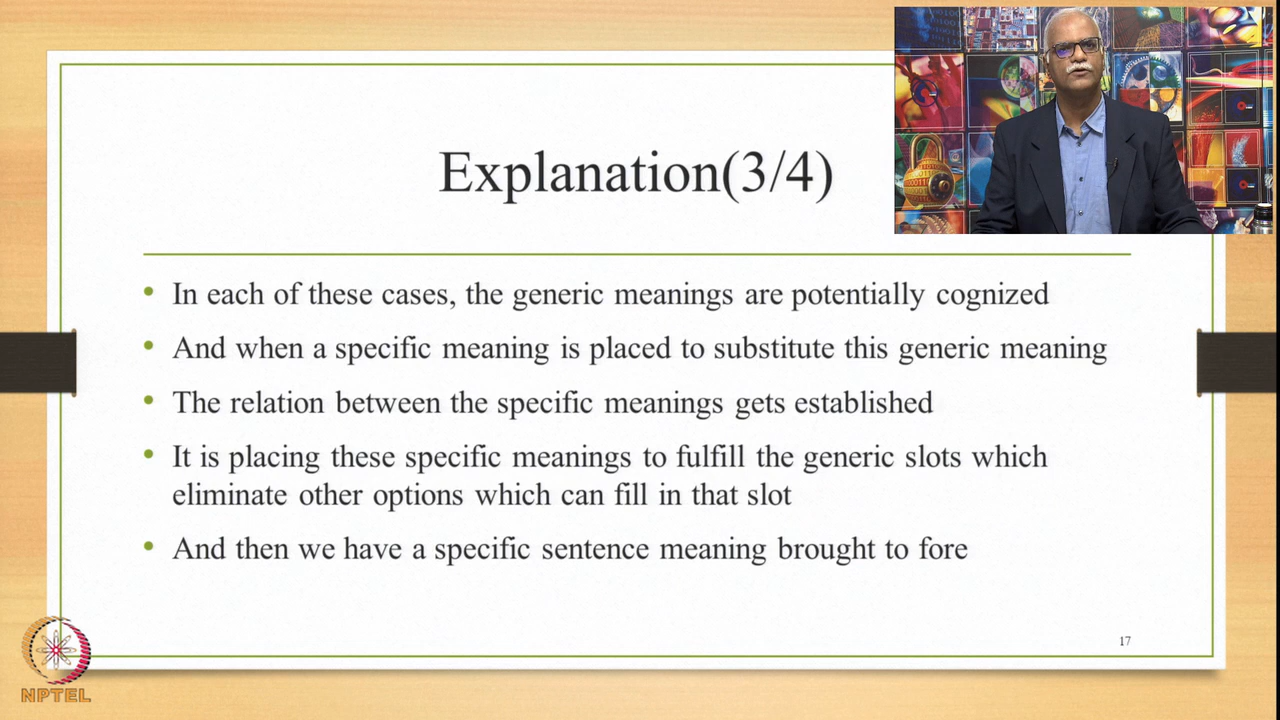 Explanation(3/4)
• In each of these cases, the generic meanings are potentially cognized
• And when a specific meaning is placed to substitute this generic meaning
• The relation between the specific meanings gets established
• It is placing these specific meanings to fulfill the generic slots which
eliminate other options which can fill in that slot
• And then we have a specific sentence meaning brought to fore
17
NPTEL